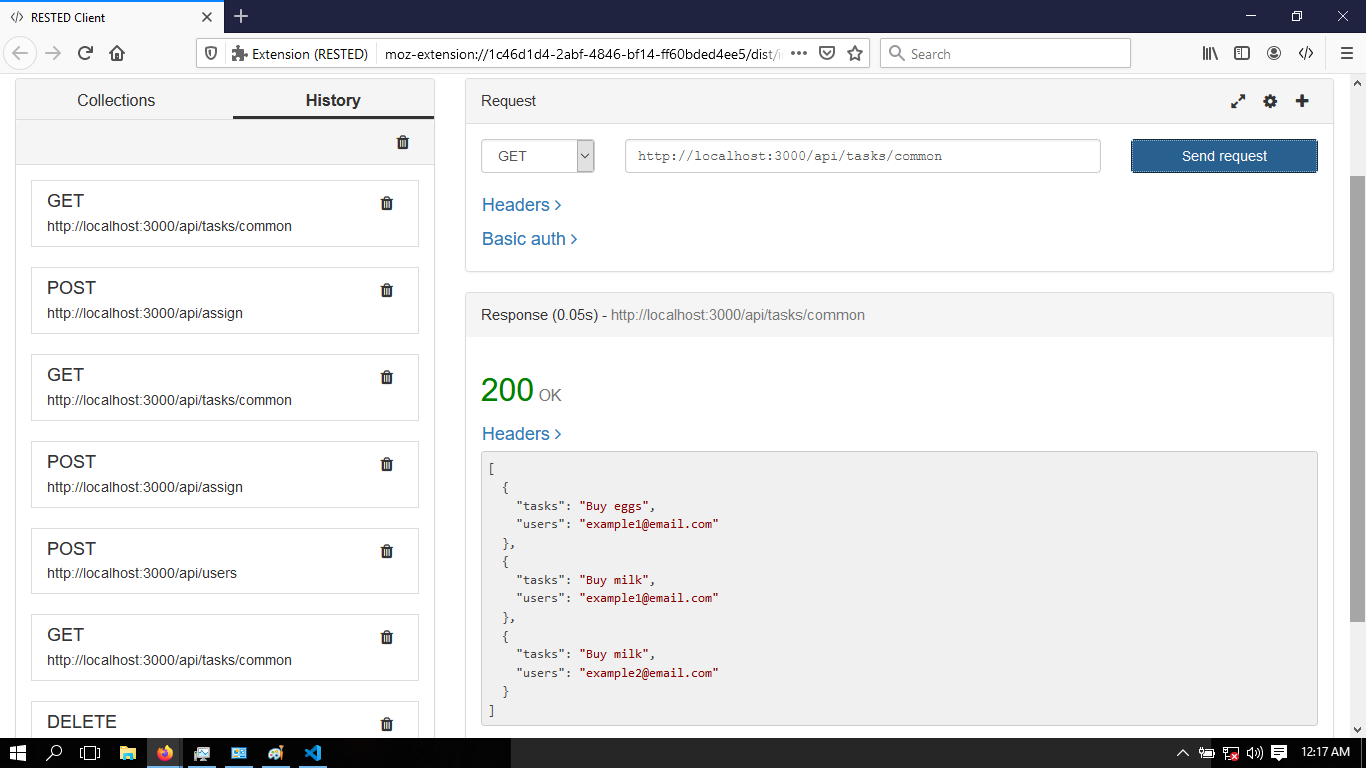 RESTED Client
Extension (RESTED)
moz-extension://1c46d1d4-2abf-4846-bf14-ff60bded4ee5/dist/
Search
Collections
History
GET
http://localhost:3000/api/tasks/common
POST
http://localhost:3000/api/assign
GET
http://localhost:3000/api/tasks/common
POST
http://localhost:3000/api/assign
POST
http://localhost:3000/api/users
GET
http://localhost:3000/api/tasks/common
DELETE
Request
GET
http://localhost:3000/api/tasks/common
Send request
Headers
Basic auth
Response (0.05s) - http://localhost:3000/api/tasks/common
200 OK
Headers
[
{
"tasks": "Buy eggs",
"users": "example1@email.com"
},
{
"tasks": "Buy milk",
"users": "example1@email.com"
},
{
"tasks": "Buy milk",
"users": "example2@email.com"
}
]
12:17 AM